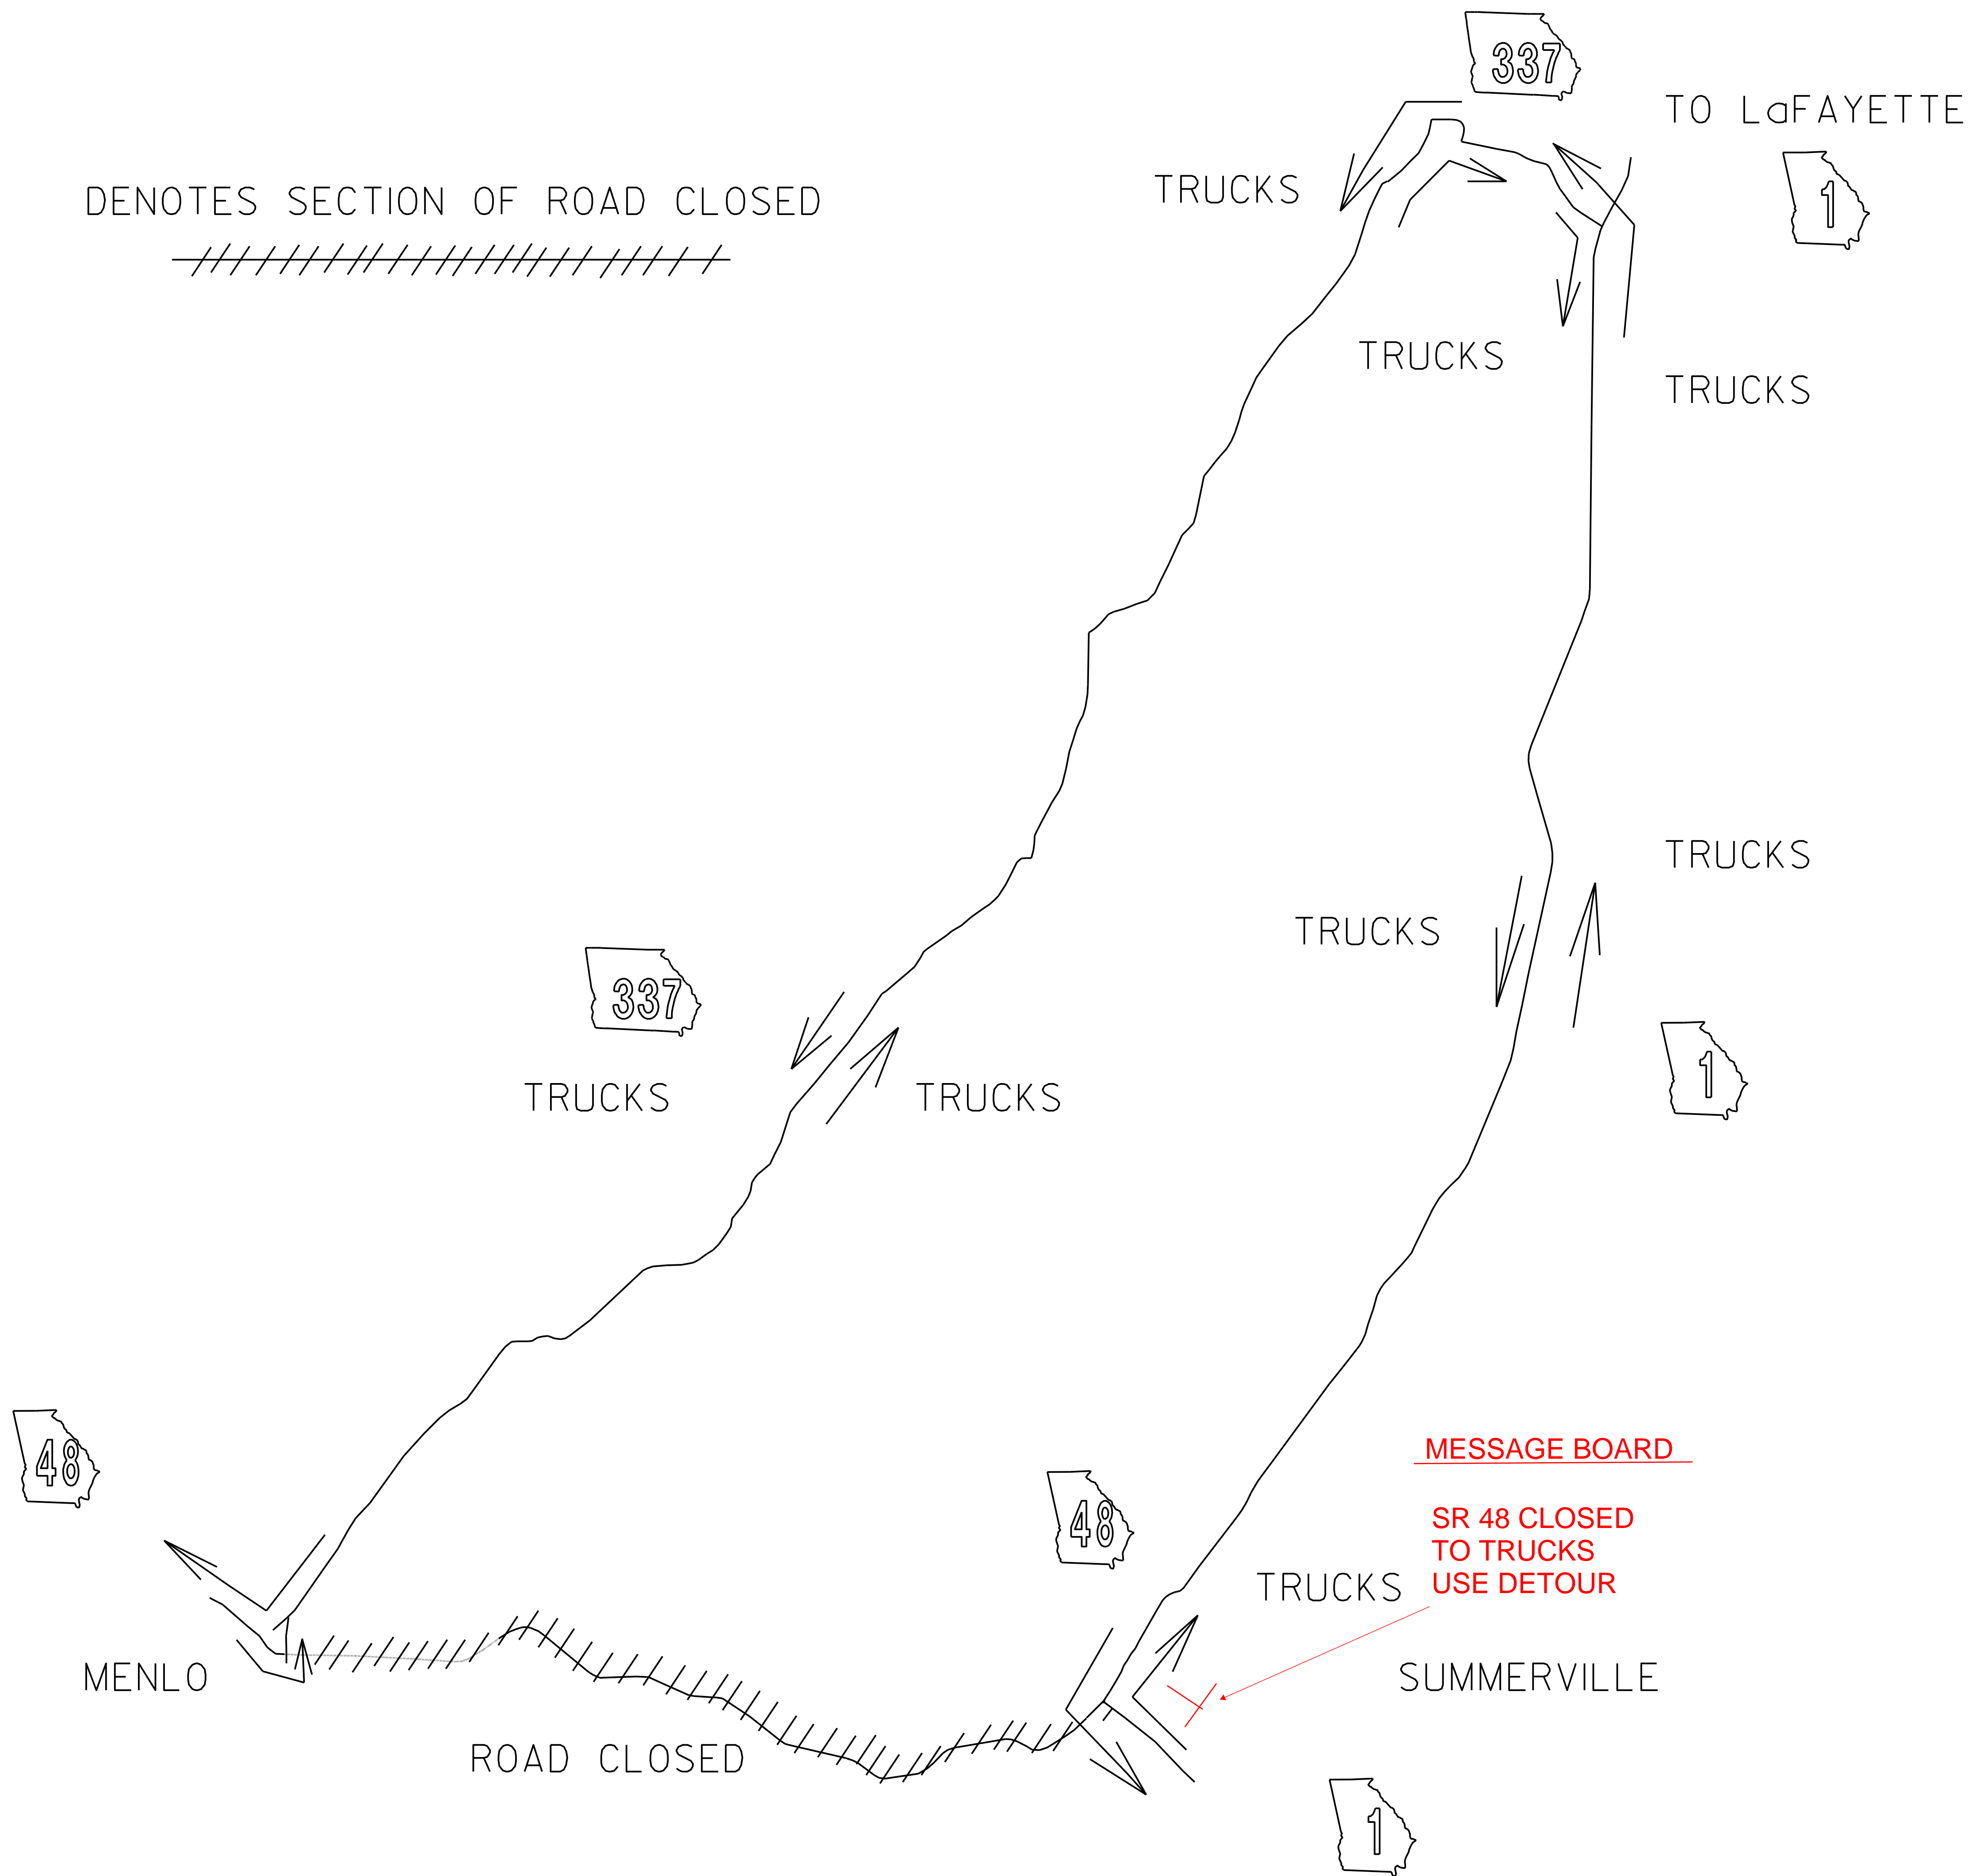 337
TO LaFAYETTE
1
TRUCKS
DENOTES SECTION OF ROAD CLOSED
TRUCKS
TRUCKS
TRUCKS
TRUCKS
337
1
TRUCKS
TRUCKS
48
48
MESSAGE BOARD
SR 48 CLOSED
TO TRUCKS
USE DETOUR
TRUCKS
MENLO
SUMMERVILLE
ROAD CLOSED
1